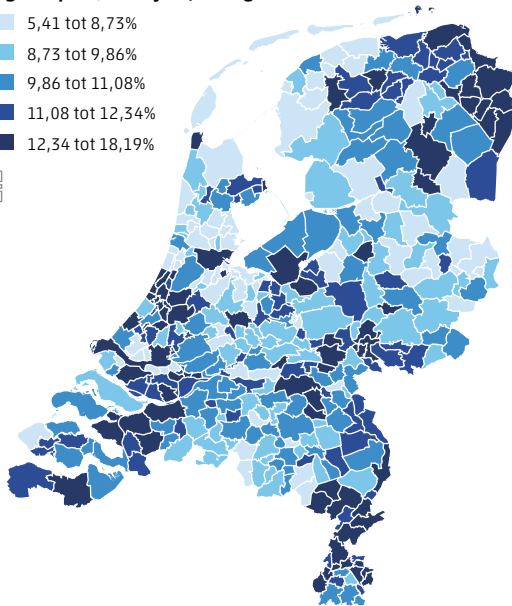 5,41 tot 8,73%
8,73 tot 9,86%
9,86 tot 11,08%
11,08 tot 12,34%
12,34 tot 18,19%